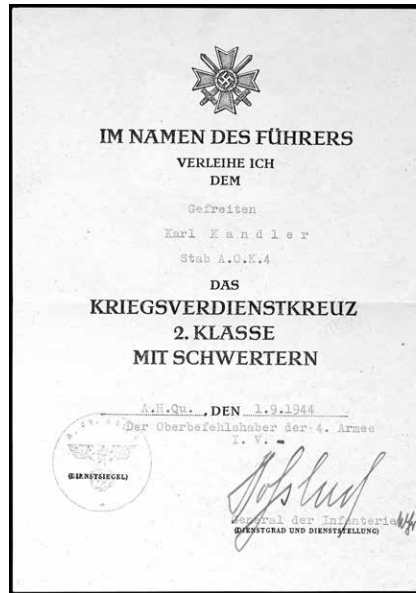 IM NAMEN DES FÜHRERS
VERLEIHE ICH
DEM
Gefreiten
Karl K a n d l e r
Stab A.O.K.4
DAS
KRIEGSVERDIENSTKREUZ
2. KLASSE
MIT SCHWERTERN
A.H.Qu. , DEN 1.9.1944
Der Oberbefehlshaber der 4. Armee
I. V. -
(DIENSTSIEGEL)
General der Infanterie
(DIENSTGRAD UND DIENSTSTELLUNG)